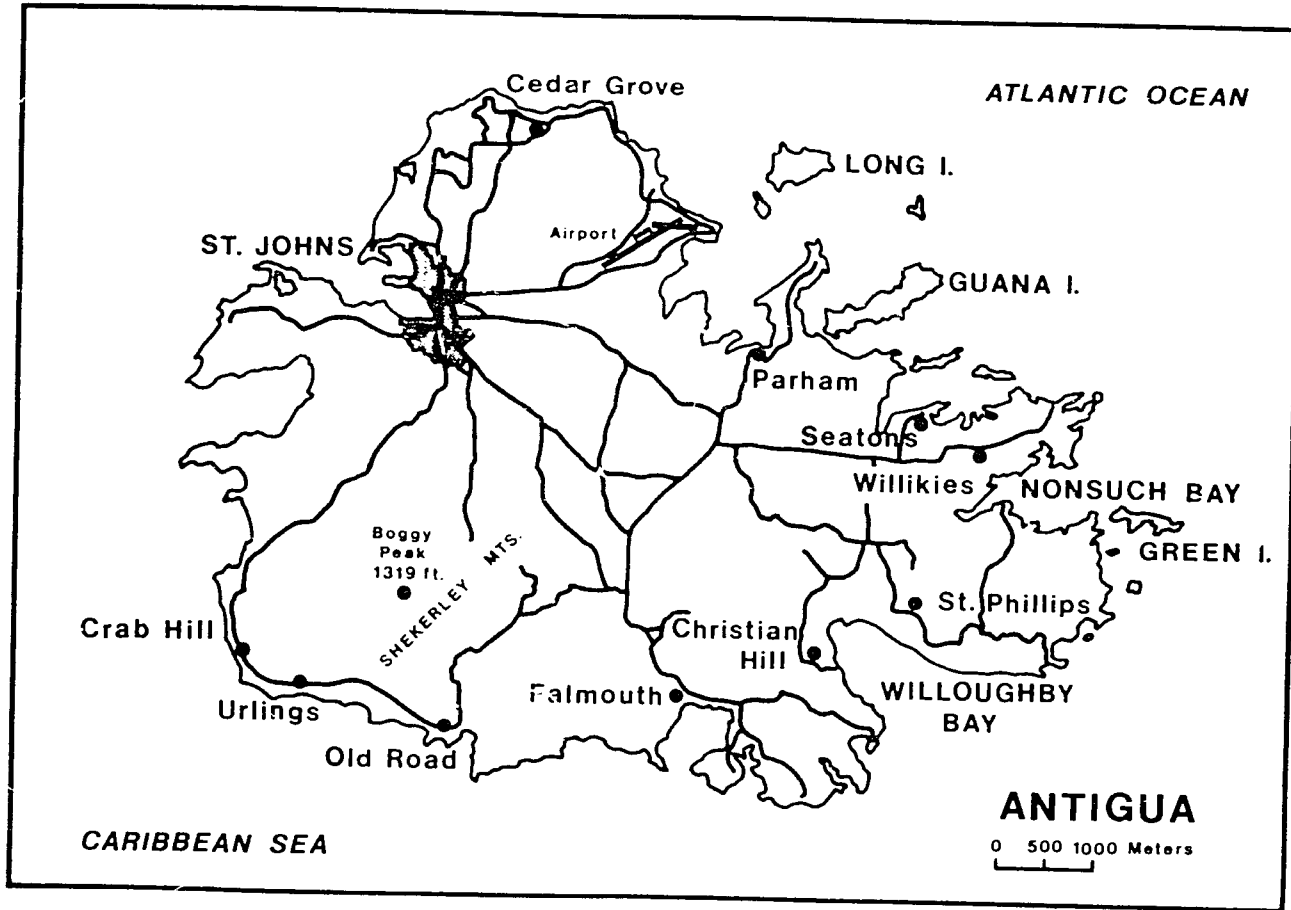 Cedar Grove
ATLANTIC OCEAN
LONG I.
Airport
ST. JOHNS
GUANA I.
Parham
Seatons
Willikies
NONSUCH BAY
Boggy
Peak
1319 ft.
SHEKERLEY MTS.
GREEN I.
St. Phillips
Crab Hill
Christian
Hill
Urlings
Falmouth
WILLOUGHBY
BAY
Old Road
ANTIGUA
CARIBBEAN SEA
0 500 1000 Meters